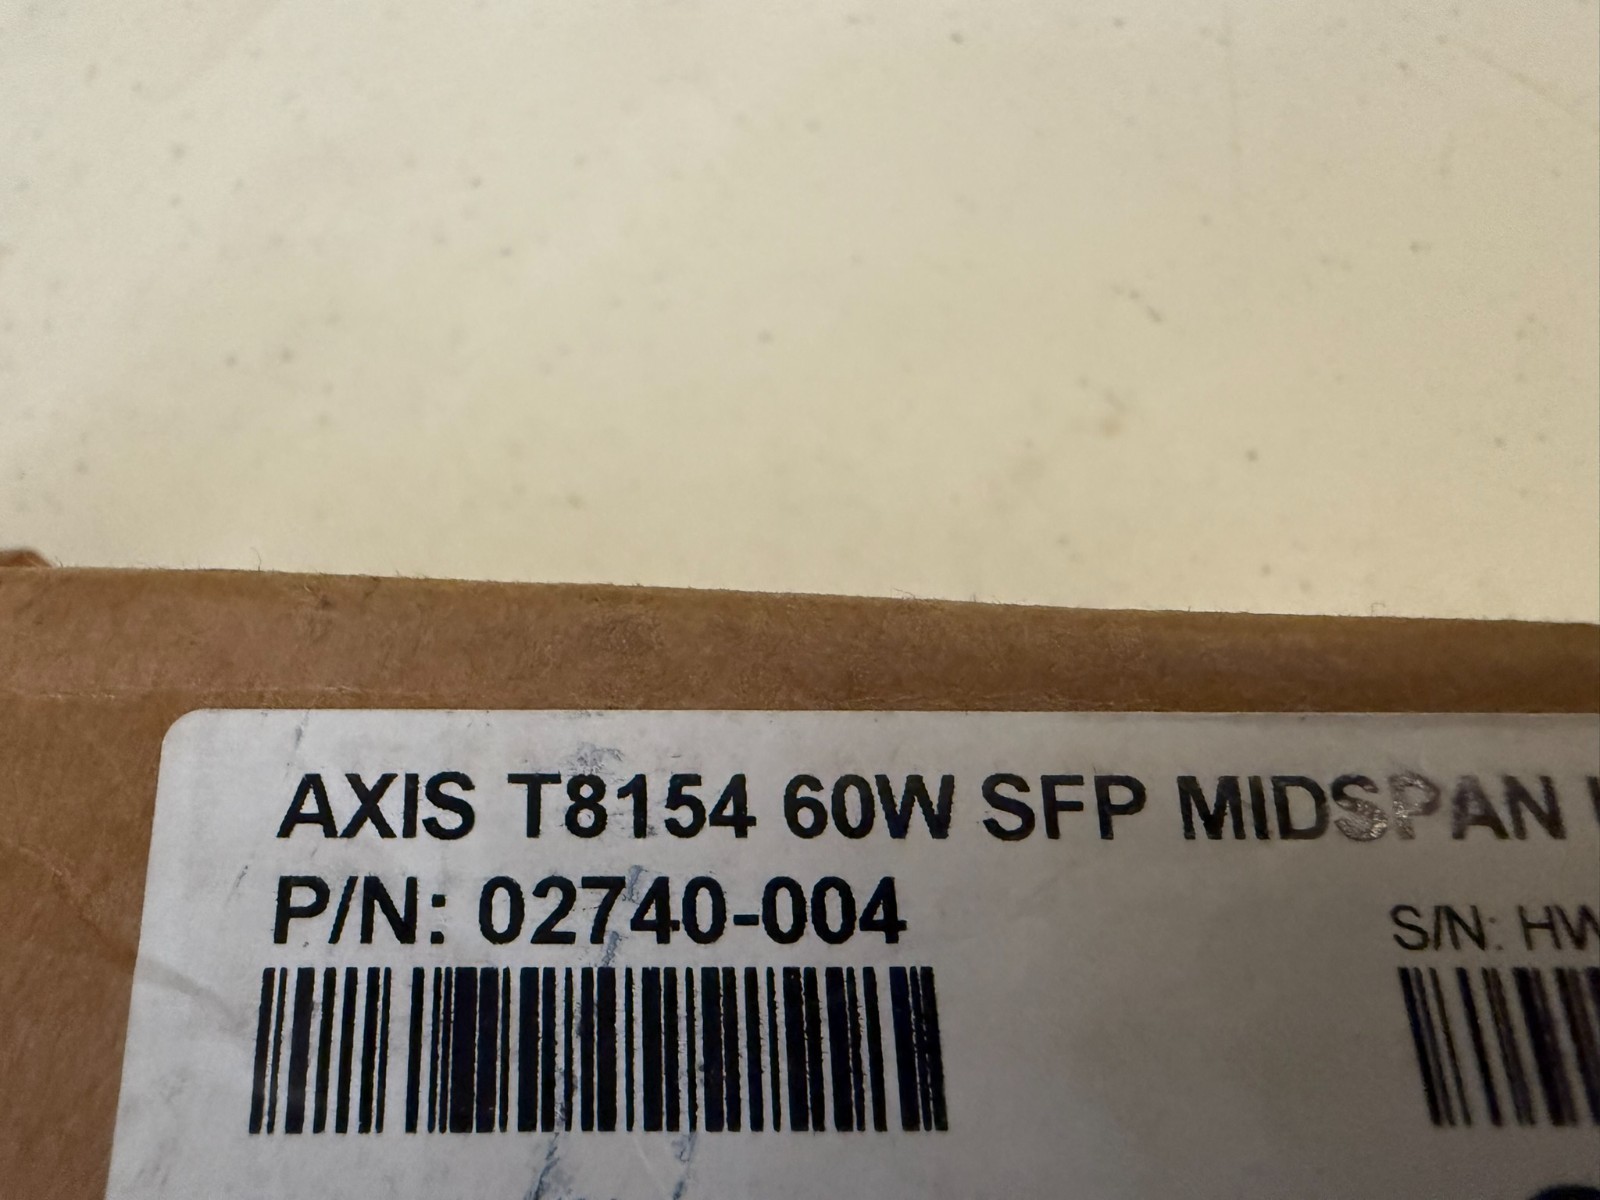 AXIS T8154 60W SFP MIDSPAN
P/N: 02740-004
S/N: HW